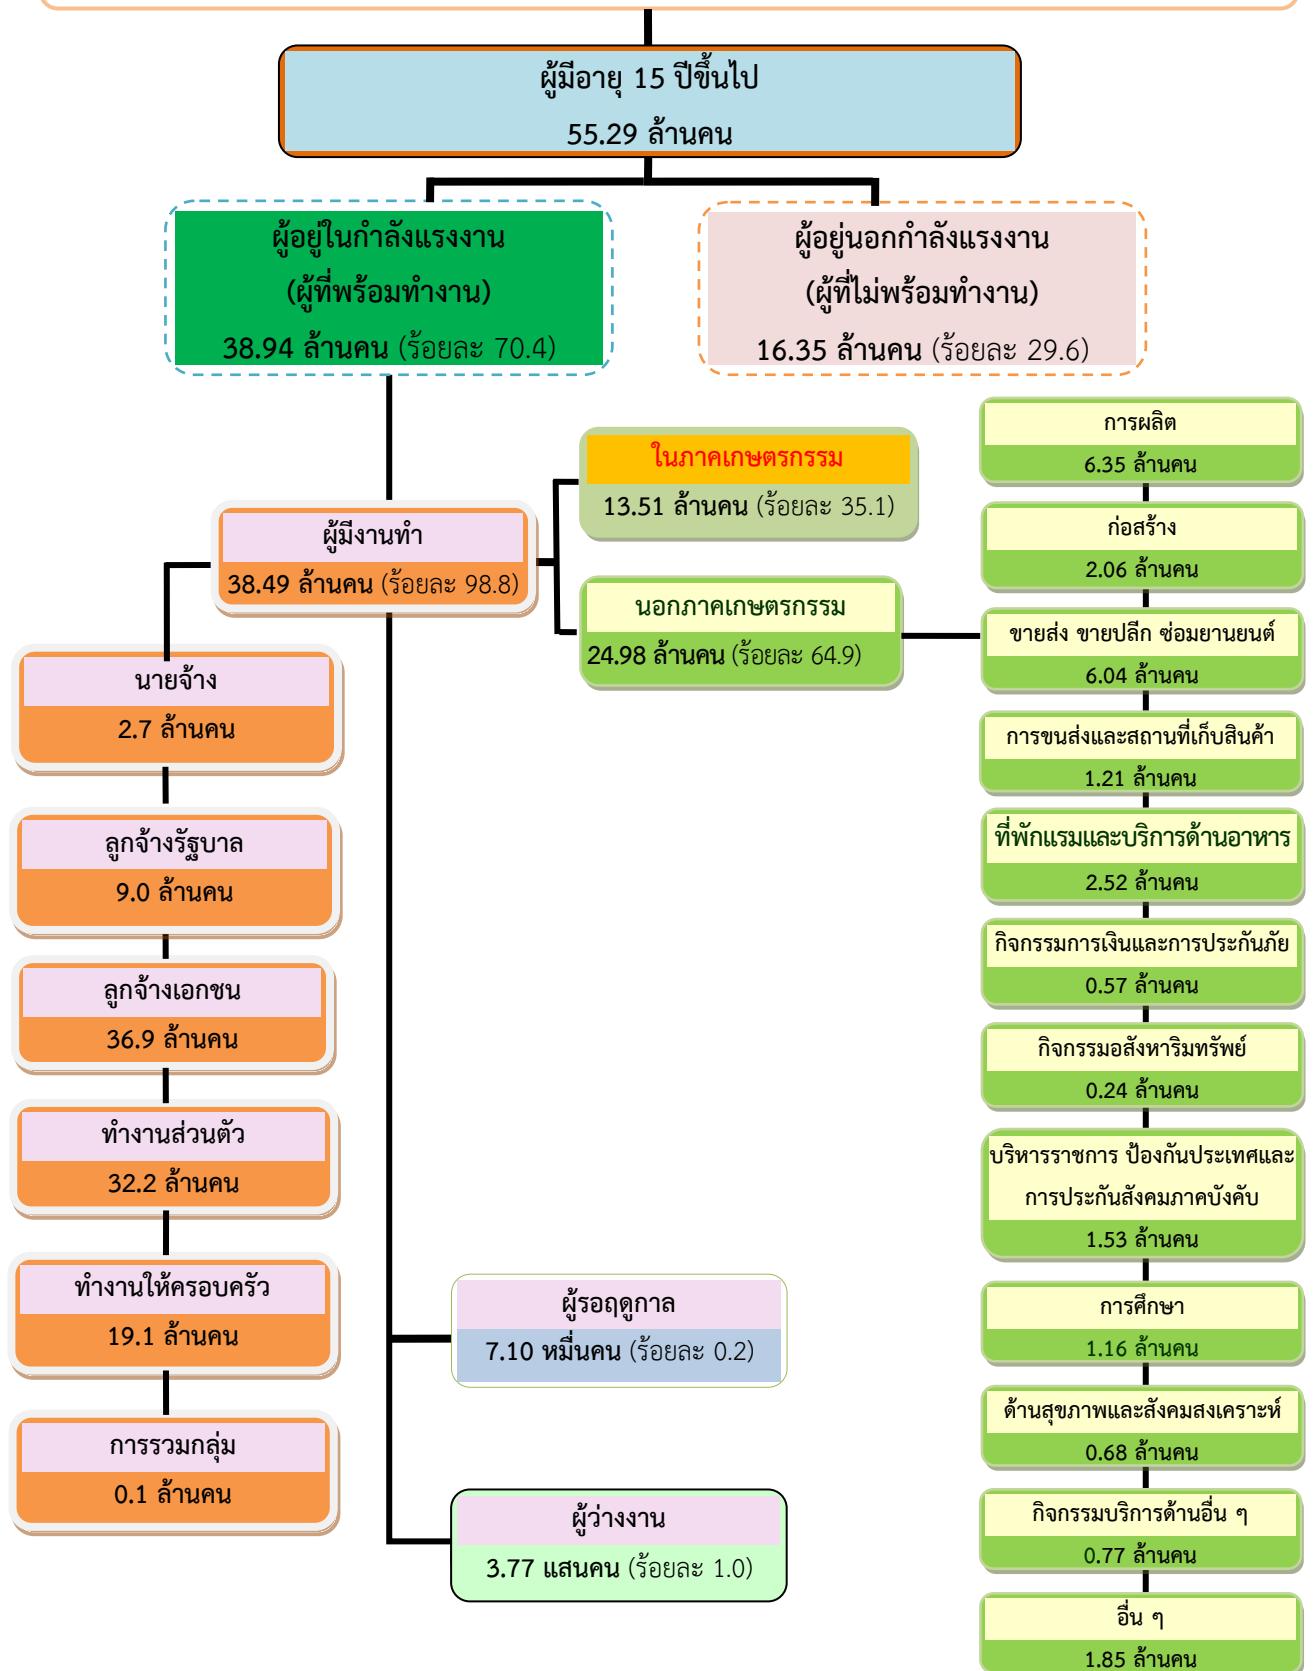 ผู้มีอายุ 15 ปีขึ้นไป
55.29 ล้านคน
ผู้อยู่ในกำลังแรงงาน
(ผู้ที่พร้อมทำงาน)
38.94 ล้านคน (ร้อยละ 70.4)
ผู้อยู่นอกกำลังแรงงาน
(ผู้ที่ไม่พร้อมทำงาน)
16.35 ล้านคน (ร้อยละ 29.6)
ผู้มีงานทำ
38.49 ล้านคน (ร้อยละ 98.8)
ในภาคเกษตรกรรม
13.51 ล้านคน (ร้อยละ 35.1)
นอกภาคเกษตรกรรม
24.98 ล้านคน (ร้อยละ 64.9)
นายจ้าง
2.7 ล้านคน
ลูกจ้างรัฐบาล
9.0 ล้านคน
ลูกจ้างเอกชน
36.9 ล้านคน
ทำงานส่วนตัว
32.2 ล้านคน
ทำงานให้ครอบครัว
19.1 ล้านคน
การรวมกลุ่ม
0.1 ล้านคน
ผู้รอฤดูกาล
7.10 หมื่นคน (ร้อยละ 0.2)
ผู้ว่างงาน
3.77 แสนคน (ร้อยละ 1.0)
การผลิต
6.35 ล้านคน
ก่อสร้าง
2.06 ล้านคน
ขายส่ง ขายปลีก ซ่อมยานยนต์
6.04 ล้านคน
การขนส่งและสถานที่เก็บสินค้า
1.21 ล้านคน
ที่พักแรมและบริการด้านอาหาร
2.52 ล้านคน
กิจกรรมการเงินและการประกันภัย
0.57 ล้านคน
กิจกรรมอสังหาริมทรัพย์
0.24 ล้านคน
บริหารราชการ ป้องกันประเทศและ
การประกันสังคมภาคบังคับ
1.53 ล้านคน
การศึกษา
1.16 ล้านคน
ด้านสุขภาพและสังคมสงเคราะห์
0.68 ล้านคน
กิจกรรมบริการด้านอื่น ๆ
0.77 ล้านคน
อื่น ๆ
1.85 ล้านคน